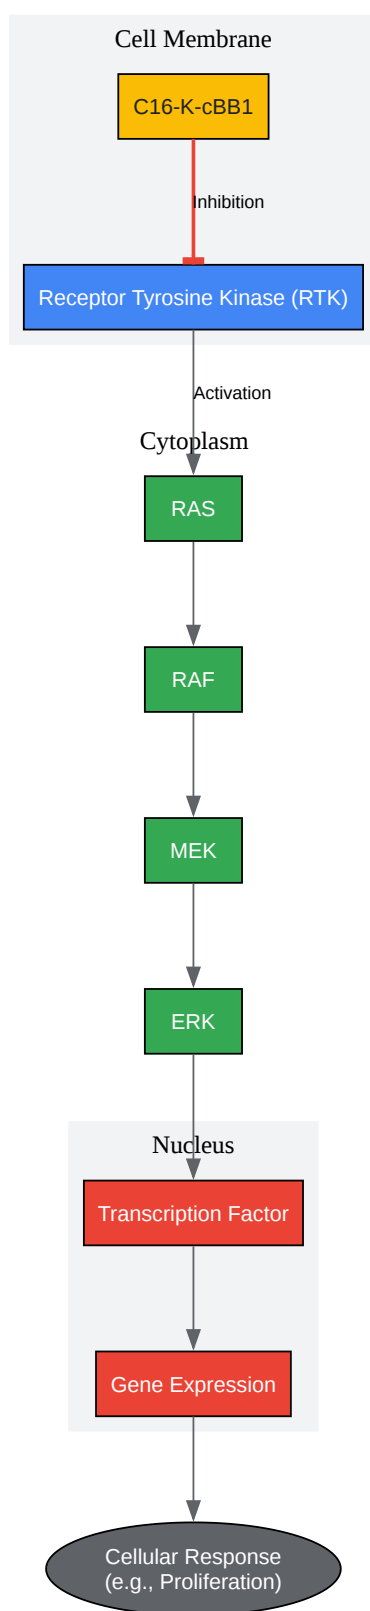 Cell Membrane
C16-K-cBB1
Inhibition
Receptor Tyrosine Kinase (RTK)
Activation
Cytoplasm
RAS
RAF
MEK
ERK
Nucleus
Transcription Factor
Gene Expression
Cellular Response
(e.g., Proliferation)